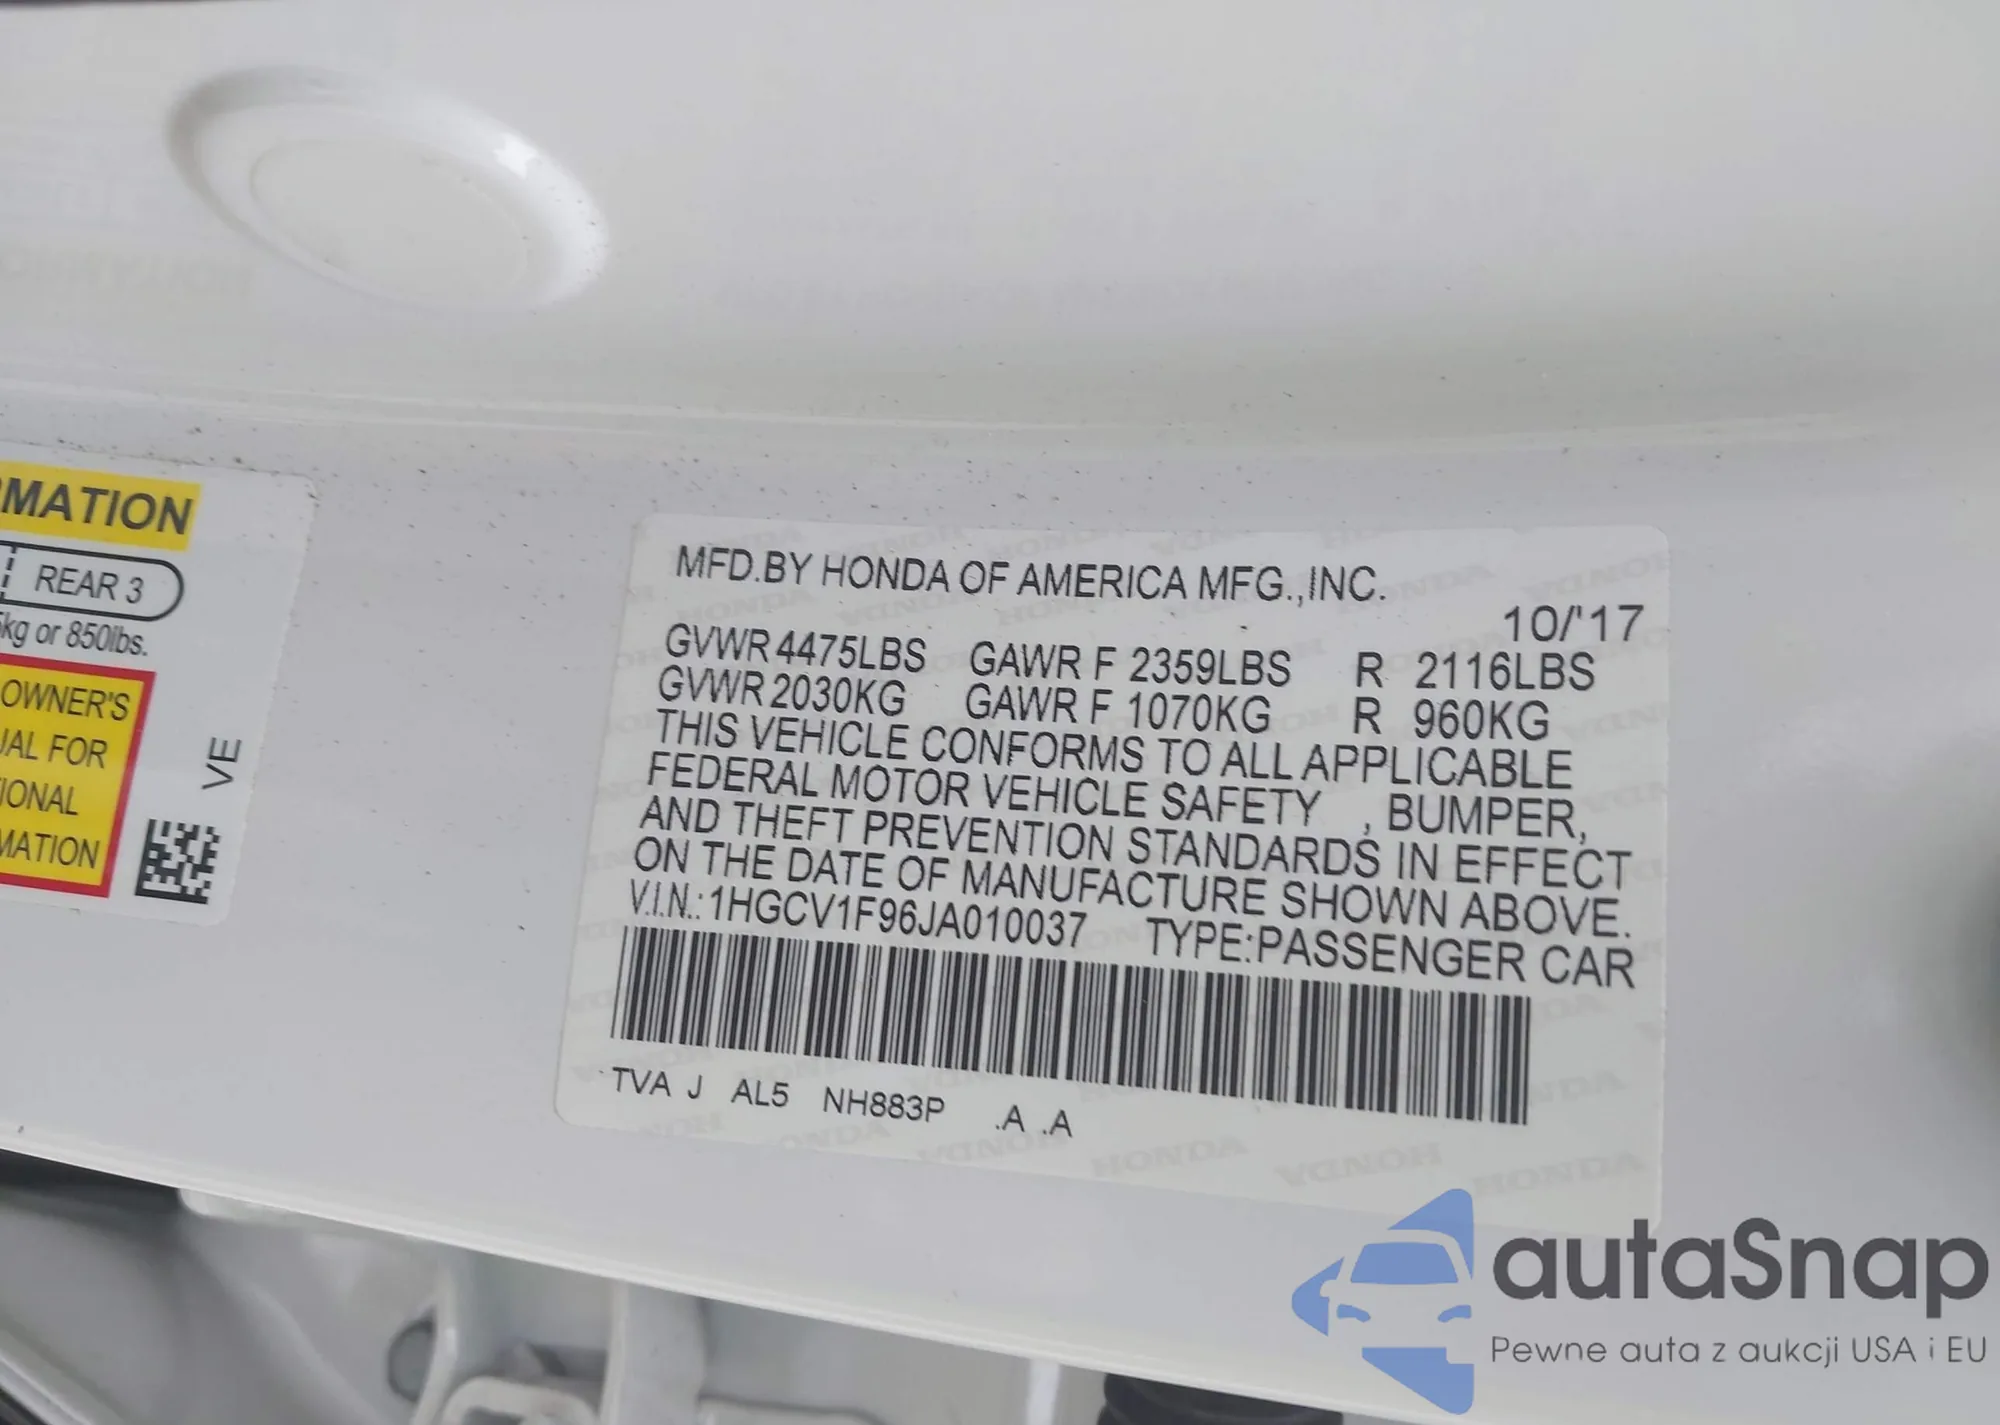 MATION
REAR 3
kg or 850lbs.
OWNER'S
UAL FOR
IONAL
MATION
VE
MFD.BY HONDA OF AMERICA MFG.,INC.
10/'17
GVWR 4475LBS GAWR F 2359LBS R 2116LBS
GVWR 2030KG GAWR F 1070KG R 960KG
THIS VEHICLE CONFORMS TO ALL APPLICABLE
FEDERAL MOTOR VEHICLE SAFETY , BUMPER,
AND THEFT PREVENTION STANDARDS IN EFFECT
ON THE DATE OF MANUFACTURE SHOWN ABOVE.
V.I.N.: 1HGCV1F96JA010037 TYPE:PASSENGER CAR
TVA J AL5 NH883P .A .A
autaSnap
Pewne auta z aukcji USA i EU